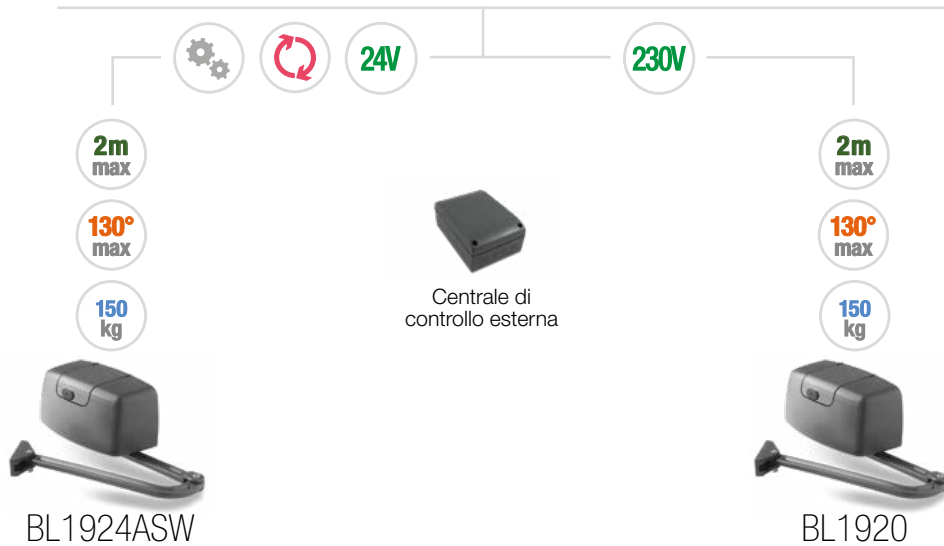 24V
230V
2m
max
130°
max
150
kg
2m
max
130°
max
150
kg
Centrale di
controllo esterna
BL1924ASW
BL1920